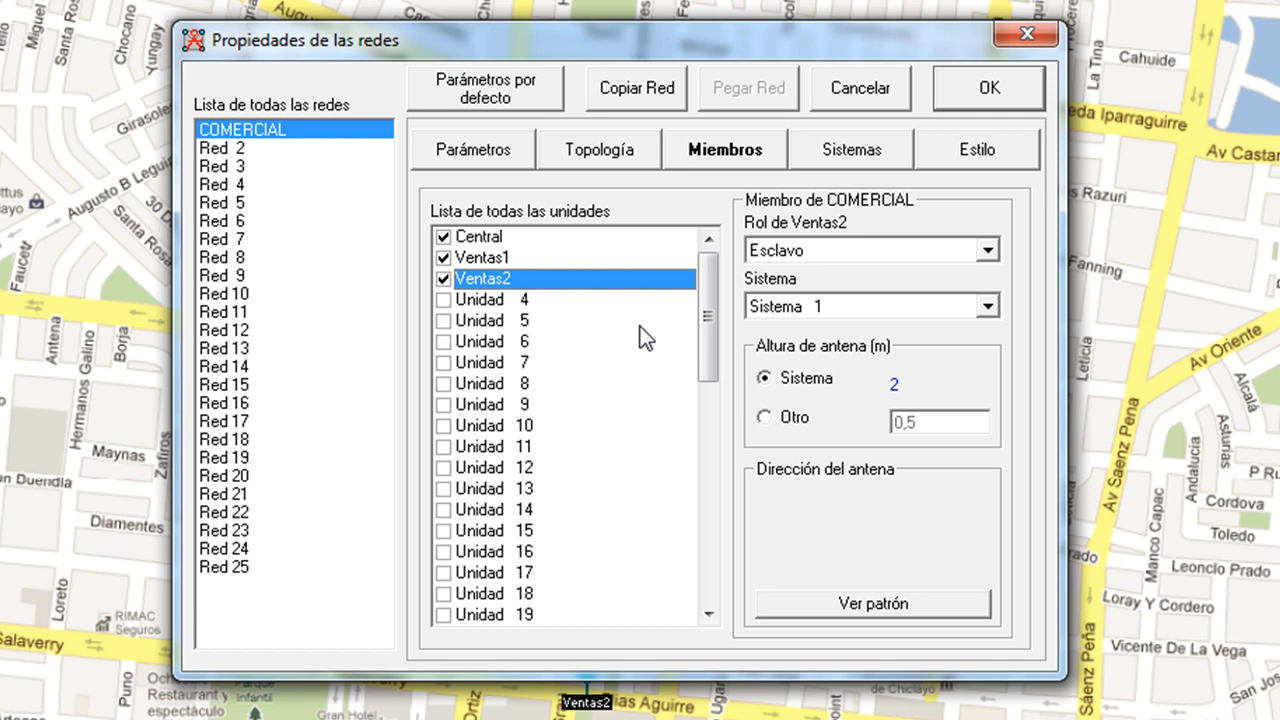 Propiedades de las redes
Lista de todas las redes
COMERCIAL
Red 2
Red 3
Red 4
Red 5
Red 6
Red 7
Red 8
Red 9
Red 10
Red 11
Red 12
Red 13
Red 14
Red 15
Red 16
Red 17
Red 18
Red 19
Red 20
Red 21
Red 22
Red 23
Red 24
Red 25
Parámetros por
defecto
Copiar Red
Pegar Red
Cancelar
OK
Parámetros
Topología
Miembros
Sistemas
Estilo
Lista de todas las unidades
Central
Ventas1
Ventas2
Unidad 4
Unidad 5
Unidad 6
Unidad 7
Unidad 8
Unidad 9
Unidad 10
Unidad 11
Unidad 12
Unidad 13
Unidad 14
Unidad 15
Unidad 16
Unidad 17
Unidad 18
Unidad 19
Miembro de COMERCIAL
Rol de Ventas2
Esclavo
Sistema
Sistema 1
Altura de antena (m)
Sistema 2
Otro 0,5
Dirección del antena
Ver patrón
Miguel
Santa Rosa
Chocano
Yungay
Girasoles
Augusto B Leguía
Santa Rosa
Faucett
Antena
Hermanos Galino
Borja
Zafiros
Maynas
an Duendia
Diamantes
Loreto
RIMAC
Seguros
Salaverry
Puno
Restaurant y
espectáculo
Parque
Infantil
Gran Hotel
Ortiz
Ventas2
ias Aguirre
de Chiclayo
La Tina
Cahuide
eda Iparraguirre
Av Casta
s Razuri
Fanning
Leticia
Av Oriente
Alcalá
Asturias
Andalucia
P Ru
Cordova
Toledo
Av Saenz Pena
Manco Capac
Leonclo Prado
Loray Y Cordero
Vicente De La Vega
Sáenz Peña
San Jos